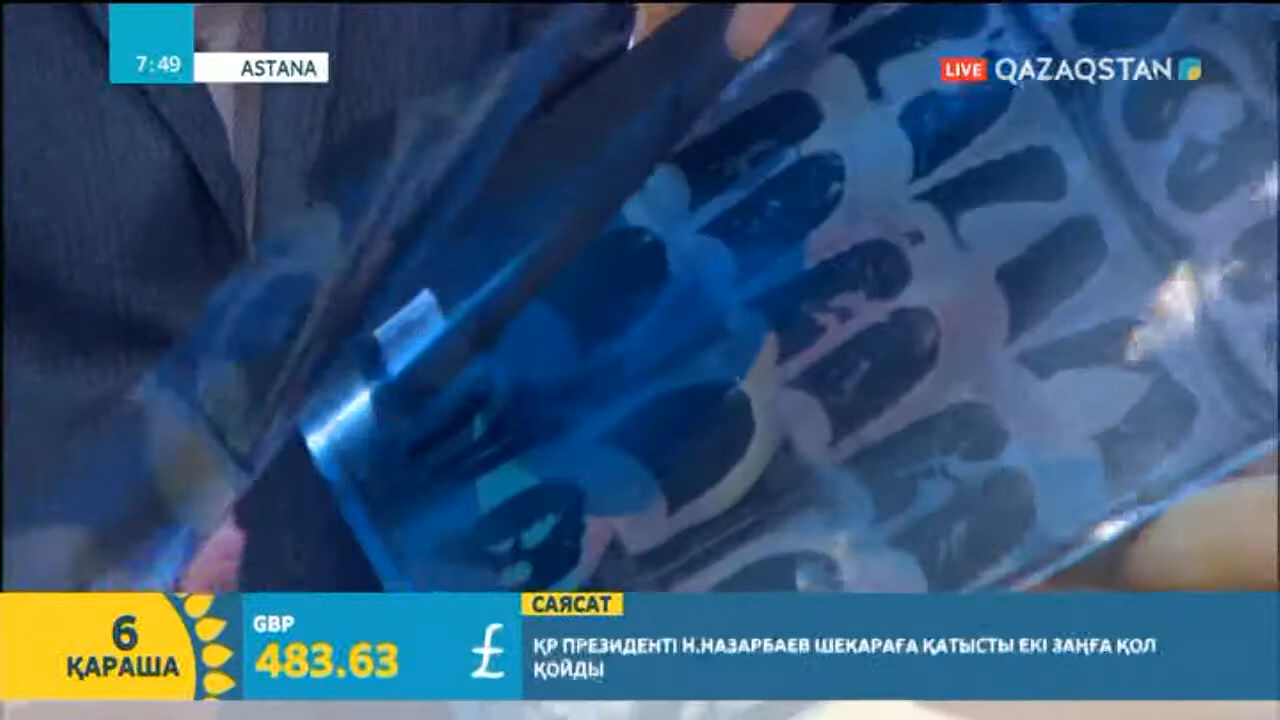 7:49
ASTANA
LIVE QAZAQSTAN
6
ҚАРАША
GBP
483.63
£
САЯСАТ
ҚР ПРЕЗИДЕНТІ Н.НАЗАРБАЕВ ШЕКАРАҒА ҚАТЫСТЫ ЕКІ ЗАҢҒА ҚОЛ
ҚОЙДЫ